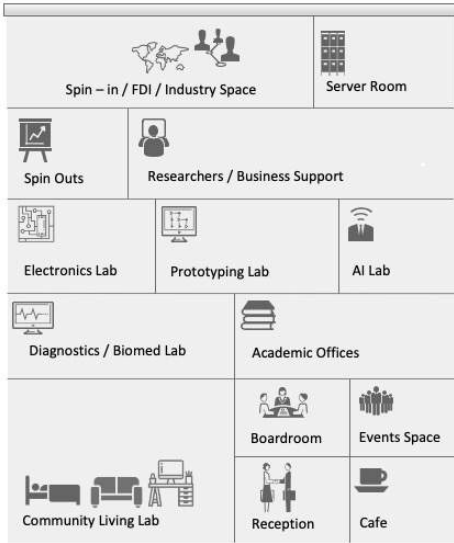 Spin – in / FDI / Industry Space
Server Room
Spin Outs
Researchers / Business Support
Electronics Lab
Prototyping Lab
AI Lab
Diagnostics / Biomed Lab
Academic Offices
Boardroom
Events Space
Community Living Lab
Reception
Cafe